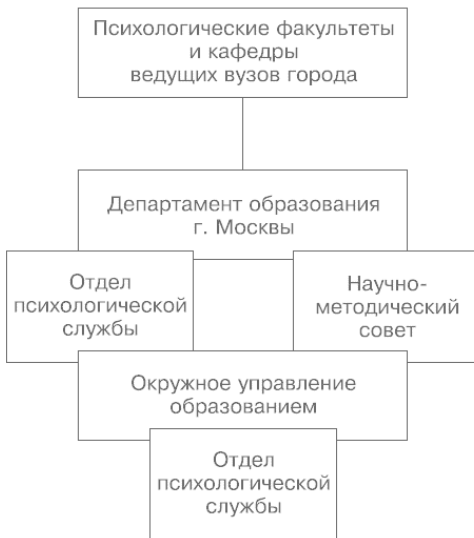 Психологические факультеты
и кафедры
ведущих вузов города
Департамент образования
г. Москвы
Отдел
психологической
службы
Научно-
методический
совет
Окружное управление
образованием
Отдел
психологической
службы